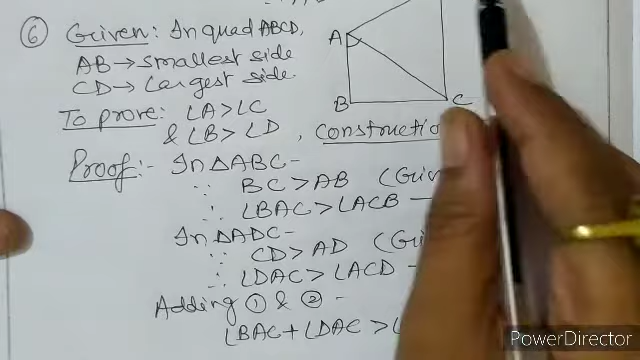 ⑥ Given: In quad ABCD,
AB → smallest side
CD → Largest side.
To prove: ∠A > ∠C
& ∠B > ∠D, Constructio
Proof:- In △ABC-
∵ BC > AB (Giv
∴ ∠BAC > ∠ACB —
In △ADC-
∵ CD > AD (Gi
∴ ∠DAC > ∠ACD —
Adding ① & ② -
∠BAC + ∠DAC > ∠
A
B
C
PowerDirector